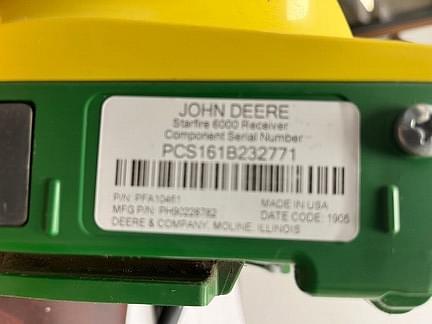 JOHN DEERE
Starfire 6000 Receiver
Component Serial Number
PCS161B232771
P/N: PFA10461
MFG P/N: PH90228782
MADE IN USA
DATE CODE: 1905
DEERE & COMPANY, MOLINE, ILLINOIS